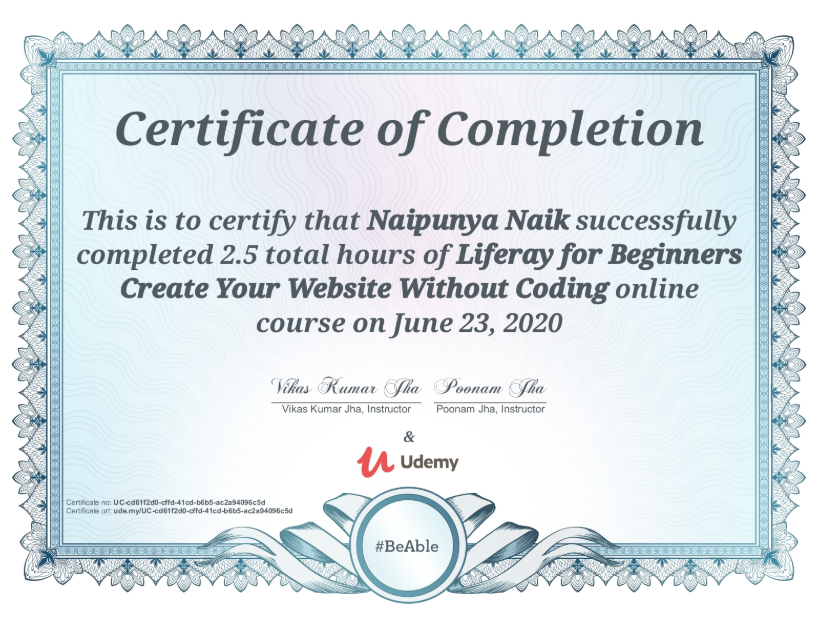 Certificate of Completion
This is to certify that Naipunya Naik successfully
completed 2.5 total hours of Liferay for Beginners
Create Your Website Without Coding online
course on June 23, 2020
Vikas Kumar Jha Poonam Jha
Vikas Kumar Jha, Instructor Poonam Jha, Instructor
&
Udemy
Certificate no: UC-cd61f2d0-cffd-41cd-b6b5-ac2a94096c5d
Certificate url: ude.my/UC-cd61f2d0-cffd-41cd-b6b5-ac2a94096c5d
#BeAble